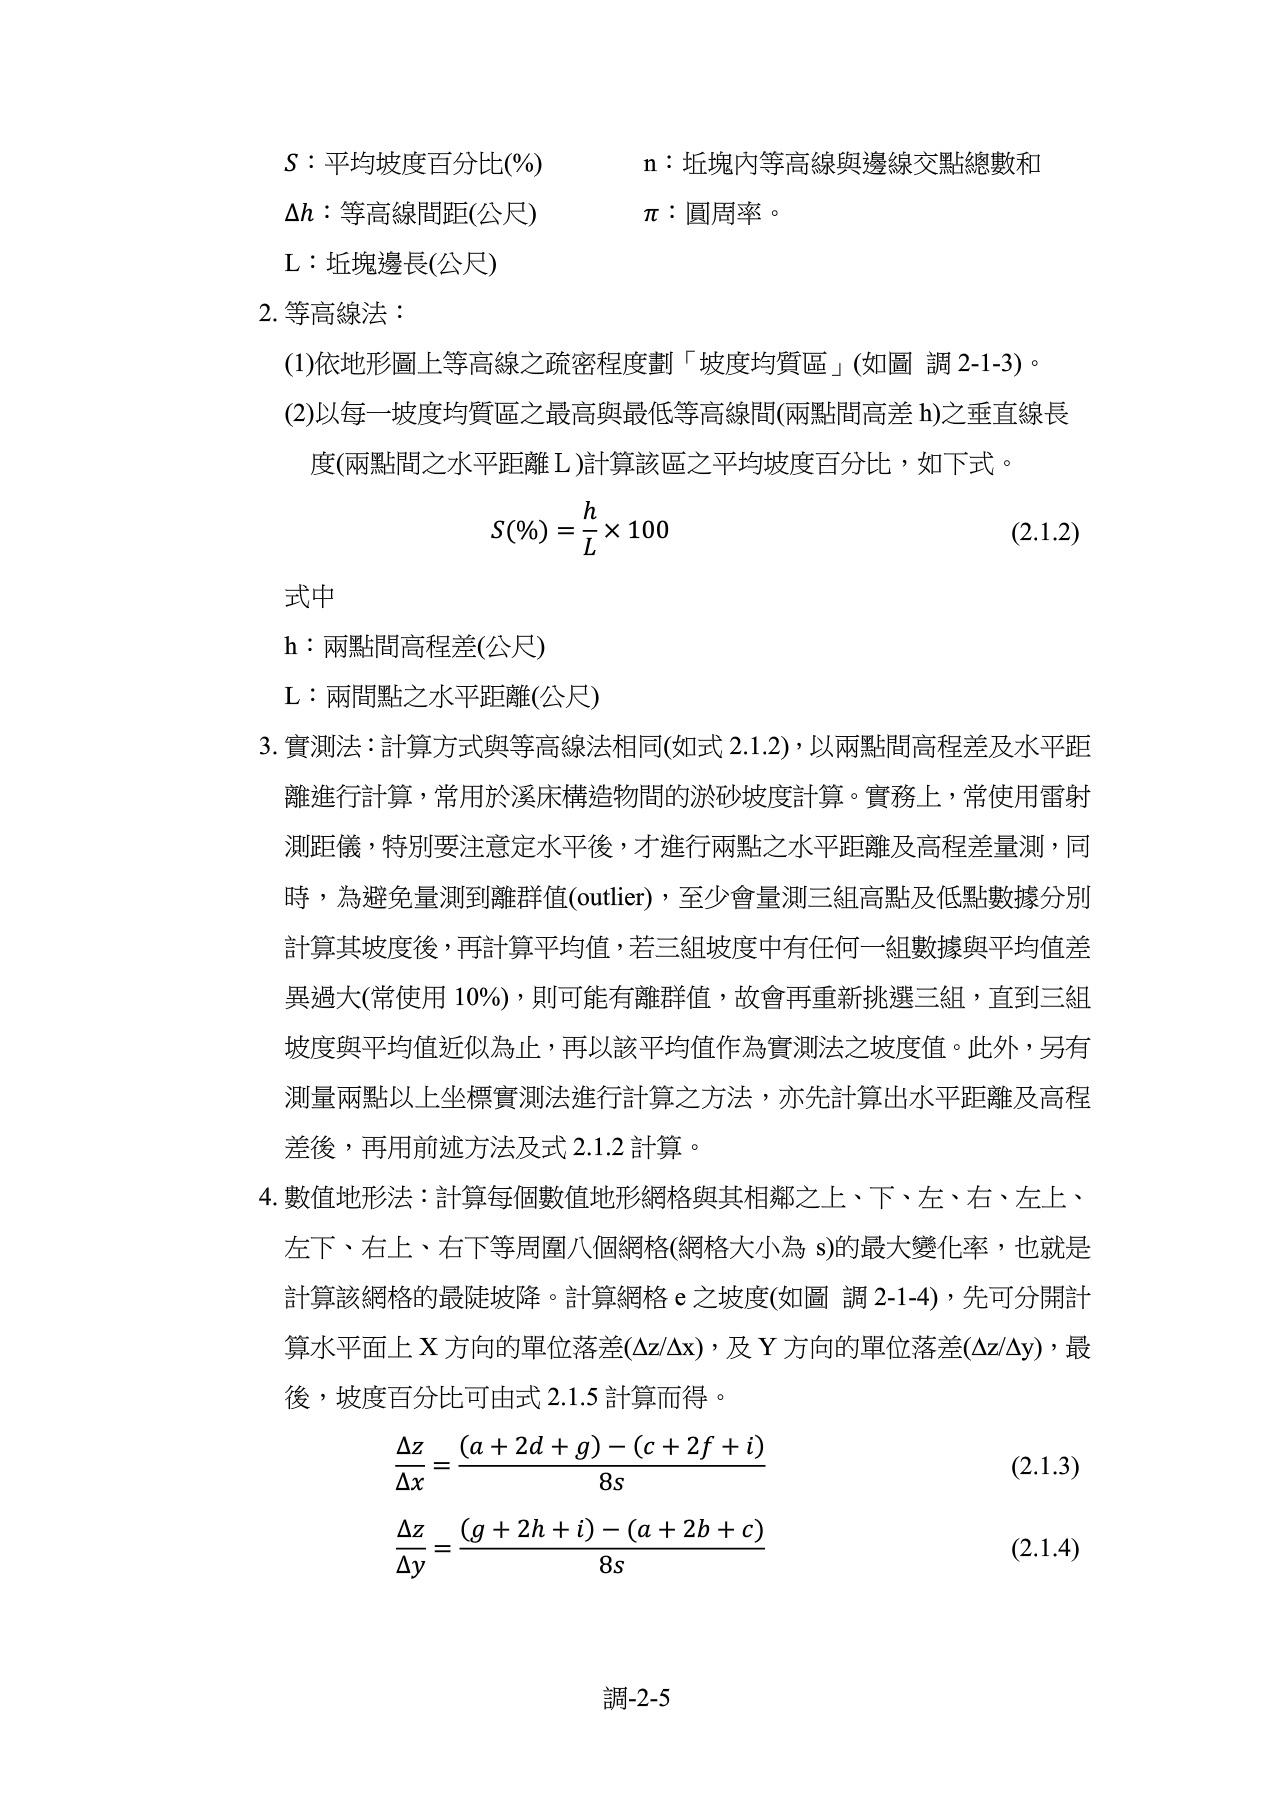 S：平均坡度百分比(%)　n：坵塊內等高線與邊線交點總數和
Δh：等高線間距(公尺)　π：圓周率。
L：坵塊邊長(公尺)
2. 等高線法：
(1)依地形圖上等高線之疏密程度劃「坡度均質區」(如圖 調 2-1-3)。
(2)以每一坡度均質區之最高與最低等高線間(兩點間高差 h)之垂直線長
度(兩點間之水平距離 L )計算該區之平均坡度百分比，如下式。
S(%) = h/L × 100　(2.1.2)
式中
h：兩點間高程差(公尺)
L：兩間點之水平距離(公尺)
3. 實測法：計算方式與等高線法相同(如式 2.1.2)，以兩點間高程差及水平距
離進行計算，常用於溪床構造物間的淤砂坡度計算。實務上，常使用雷射
測距儀，特別要注意定水平後，才進行兩點之水平距離及高程差量測，同
時，為避免量測到離群值(outlier)，至少會量測三組高點及低點數據分別
計算其坡度後，再計算平均值，若三組坡度中有任何一組數據與平均值差
異過大(常使用 10%)，則可能有離群值，故會再重新挑選三組，直到三組
坡度與平均值近似為止，再以該平均值作為實測法之坡度值。此外，另有
測量兩點以上坐標實測法進行計算之方法，亦先計算出水平距離及高程
差後，再用前述方法及式 2.1.2 計算。
4. 數值地形法：計算每個數值地形網格與其相鄰之上、下、左、右、左上、
左下、右上、右下等周圍八個網格(網格大小為 s)的最大變化率，也就是
計算該網格的最陡坡降。計算網格 e 之坡度(如圖 調 2-1-4)，先可分開計
算水平面上 X 方向的單位落差(Δz/Δx)，及 Y 方向的單位落差(Δz/Δy)，最
後，坡度百分比可由式 2.1.5 計算而得。
Δz/Δx = ((a + 2d + g) − (c + 2f + i))/8s　(2.1.3)
Δz/Δy = ((g + 2h + i) − (a + 2b + c))/8s　(2.1.4)
調-2-5